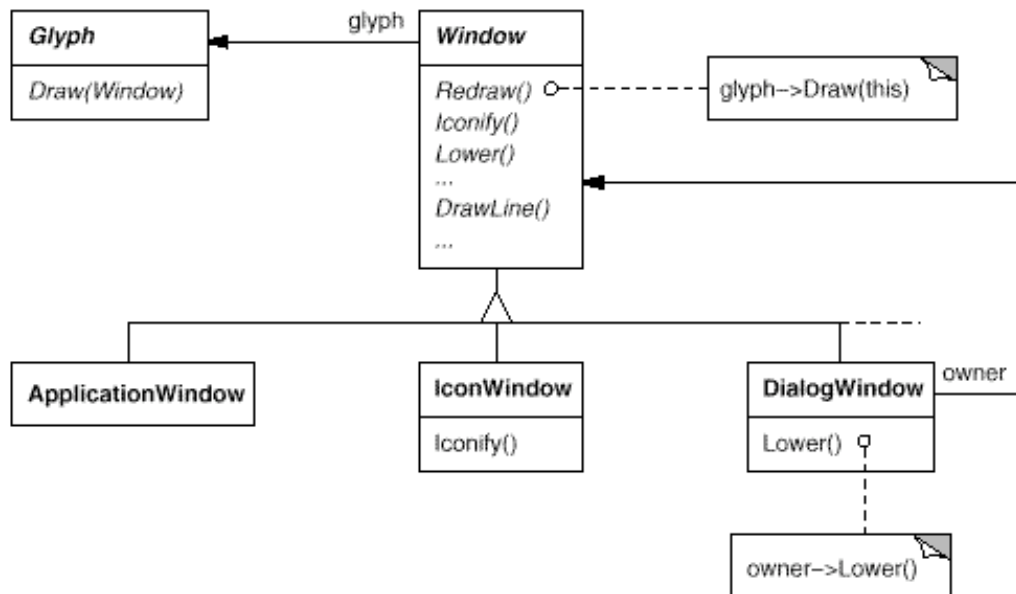 Glyph
Draw(Window)
glyph
Window
Redraw()
Iconify()
Lower()
...
DrawLine()
...
glyph->Draw(this)
ApplicationWindow
IconWindow
Iconify()
DialogWindow
Lower()
owner
owner->Lower()